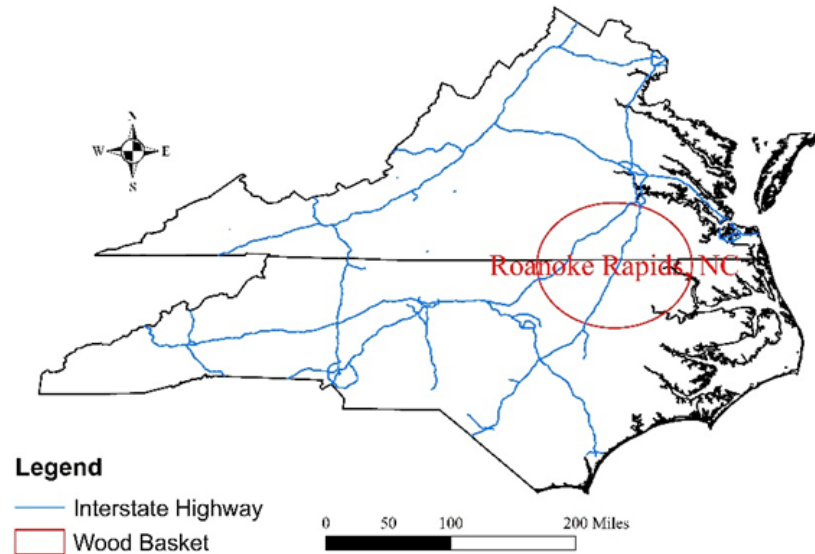 N
W E
S
Roanoke Rapids, NC
Legend
Interstate Highway
Wood Basket
0 50 100 200 Miles